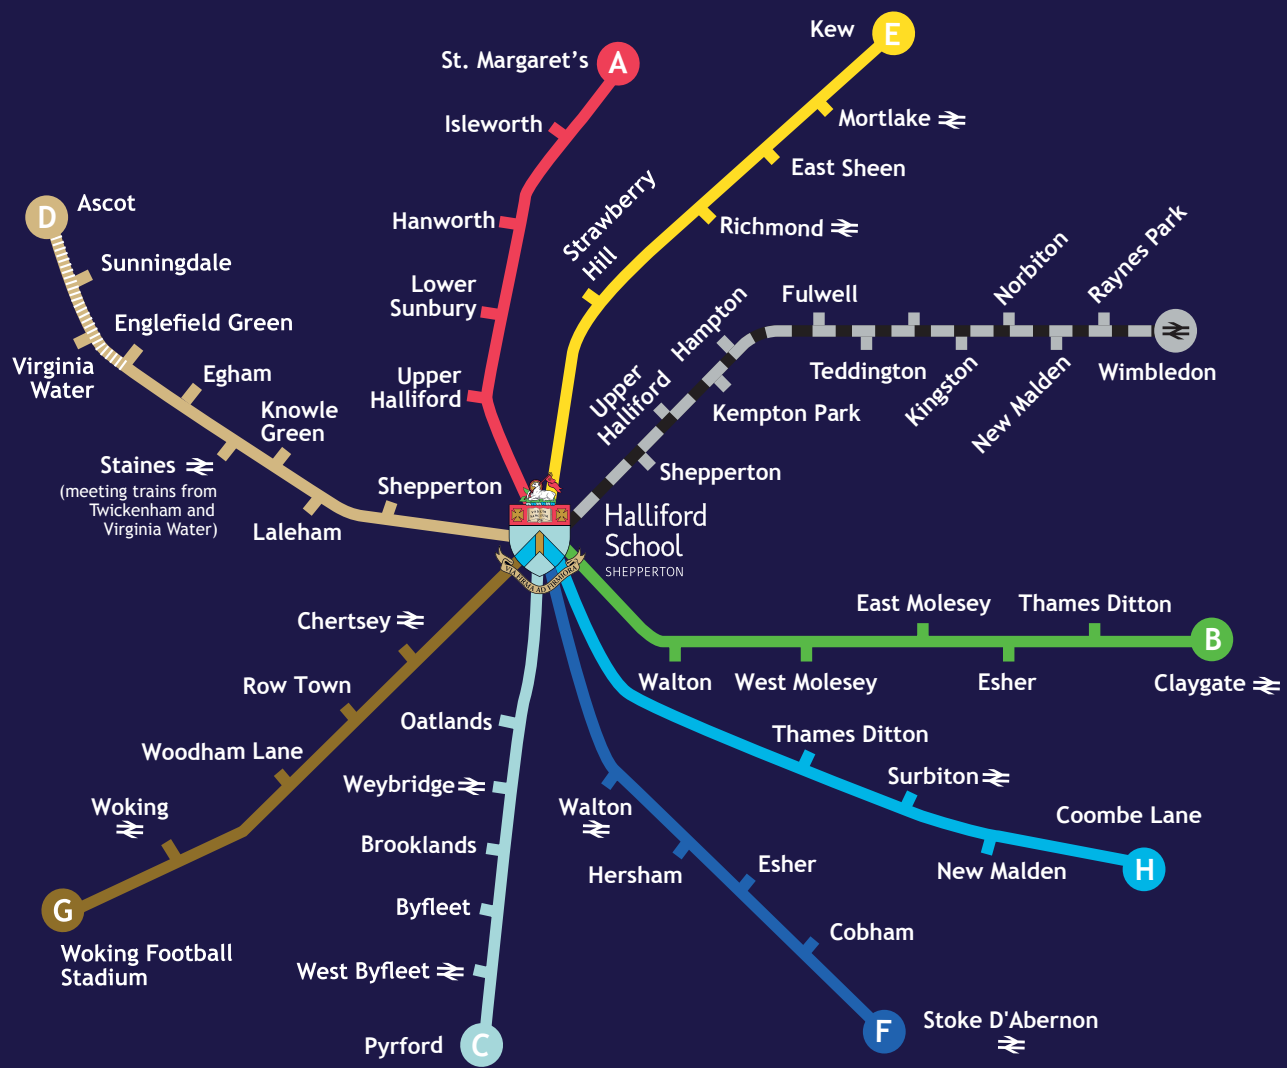 Kew
E
St. Margaret's
A
Mortlake
Isleworth
East Sheen
Strawberry
Hill
Richmond
Hanworth
D
Ascot
Sunningdale
Lower
Sunbury
Englefield Green
Virginia
Water
Egham
Upper
Halliford
Knowle
Green
Staines
(meeting trains from
Twickenham and
Virginia Water)
Laleham
Shepperton
Upper
Halliford
Hampton
Fulwell
Norbiton
Raynes Park
Teddington
Kingston
New Malden
Wimbledon
Kempton Park
Shepperton
Halliford
School
SHEPPERTON
VIA FIRMA AD FIRMIORA
Chertsey
Row Town
Woodham Lane
Woking
G
Woking Football
Stadium
Oatlands
Weybridge
Brooklands
Byfleet
West Byfleet
Pyrford
C
East Molesey
Thames Ditton
B
Walton
West Molesey
Esher
Claygate
Thames Ditton
Surbiton
Coombe Lane
New Malden
H
Walton
Hersham
Esher
Cobham
F
Stoke D'Abernon